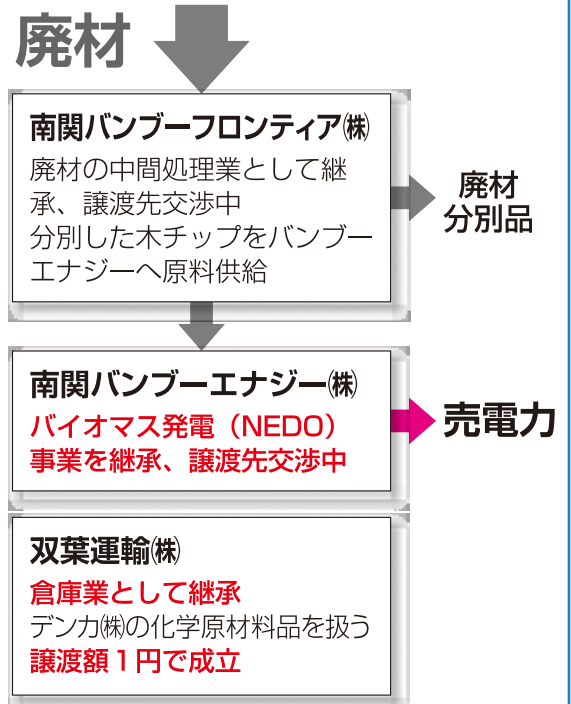 廃材
南関バンブーフロンティア㈱
廃材の中間処理業として継
承、譲渡先交渉中
分別した木チップをバンブー
エナジーへ原料供給
廃材
分別品
南関バンブーエナジー㈱
バイオマス発電（NEDO）
事業を継承、譲渡先交渉中
売電力
双葉運輸㈱
倉庫業として継承
デンカ㈱の化学原材料品を扱う
譲渡額１円で成立